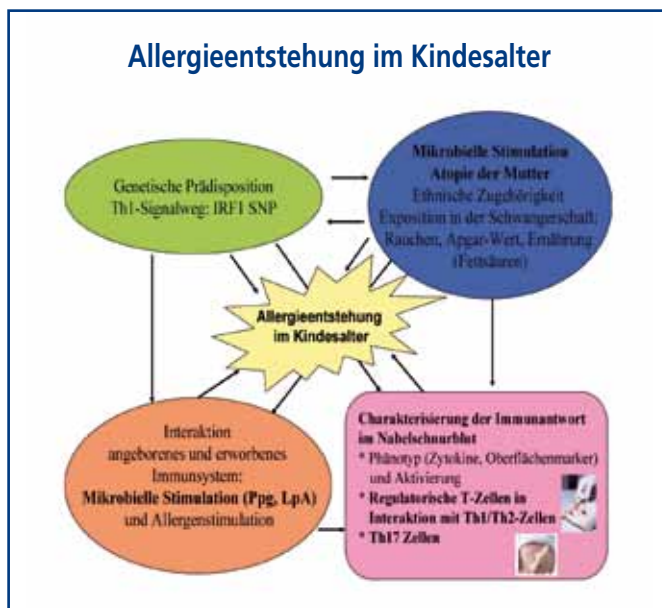 Allergieentstehung im Kindesalter
Genetische Prädisposition
Th1-Signalweg: IRF1 SNP
Mikrobielle Stimulation
Atopie der Mutter
Ethnische Zugehörigkeit
Exposition in der Schwangerschaft:
Rauchen, Apgar-Wert, Ernährung
(Fettsäuren)
Allergieentstehung
im Kindesalter
Interaktion
angeborenes und erworbenes
Immunsystem:
Mikrobielle Stimulation (Ppg, LpA)
und Allergenstimulation
Charakterisierung der Immunantwort
im Nabelschnurblut
* Phänotyp (Zytokine, Oberflächenmarker)
und Aktivierung
* Regulatorische T-Zellen in
Interaktion mit Th1/Th2-Zellen
* Th17 Zellen